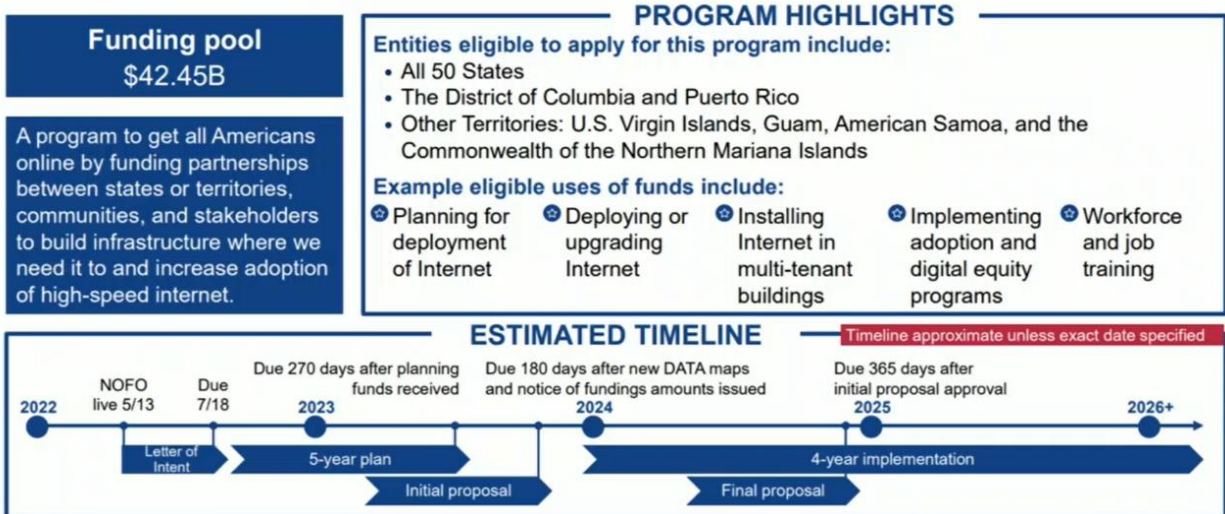 Funding pool
$42.45B
A program to get all Americans
online by funding partnerships
between states or territories,
communities, and stakeholders
to build infrastructure where we
need it to and increase adoption
of high-speed internet.
PROGRAM HIGHLIGHTS
Entities eligible to apply for this program include:
• All 50 States
• The District of Columbia and Puerto Rico
• Other Territories: U.S. Virgin Islands, Guam, American Samoa, and the
Commonwealth of the Northern Mariana Islands
Example eligible uses of funds include:
Planning for
deployment
of Internet
Deploying or
upgrading
Internet
Installing
Internet in
multi-tenant
buildings
Implementing
adoption and
digital equity
programs
Workforce
and job
training
ESTIMATED TIMELINE
Timeline approximate unless exact date specified
2022
NOFO
live 5/13
Due
7/18
2023
Due 270 days after planning
funds received
Due 180 days after new DATA maps
and notice of fundings amounts issued
2024
Due 365 days after
initial proposal approval
2025
2026+
Letter of
Intent
5-year plan
4-year implementation
Initial proposal
Final proposal